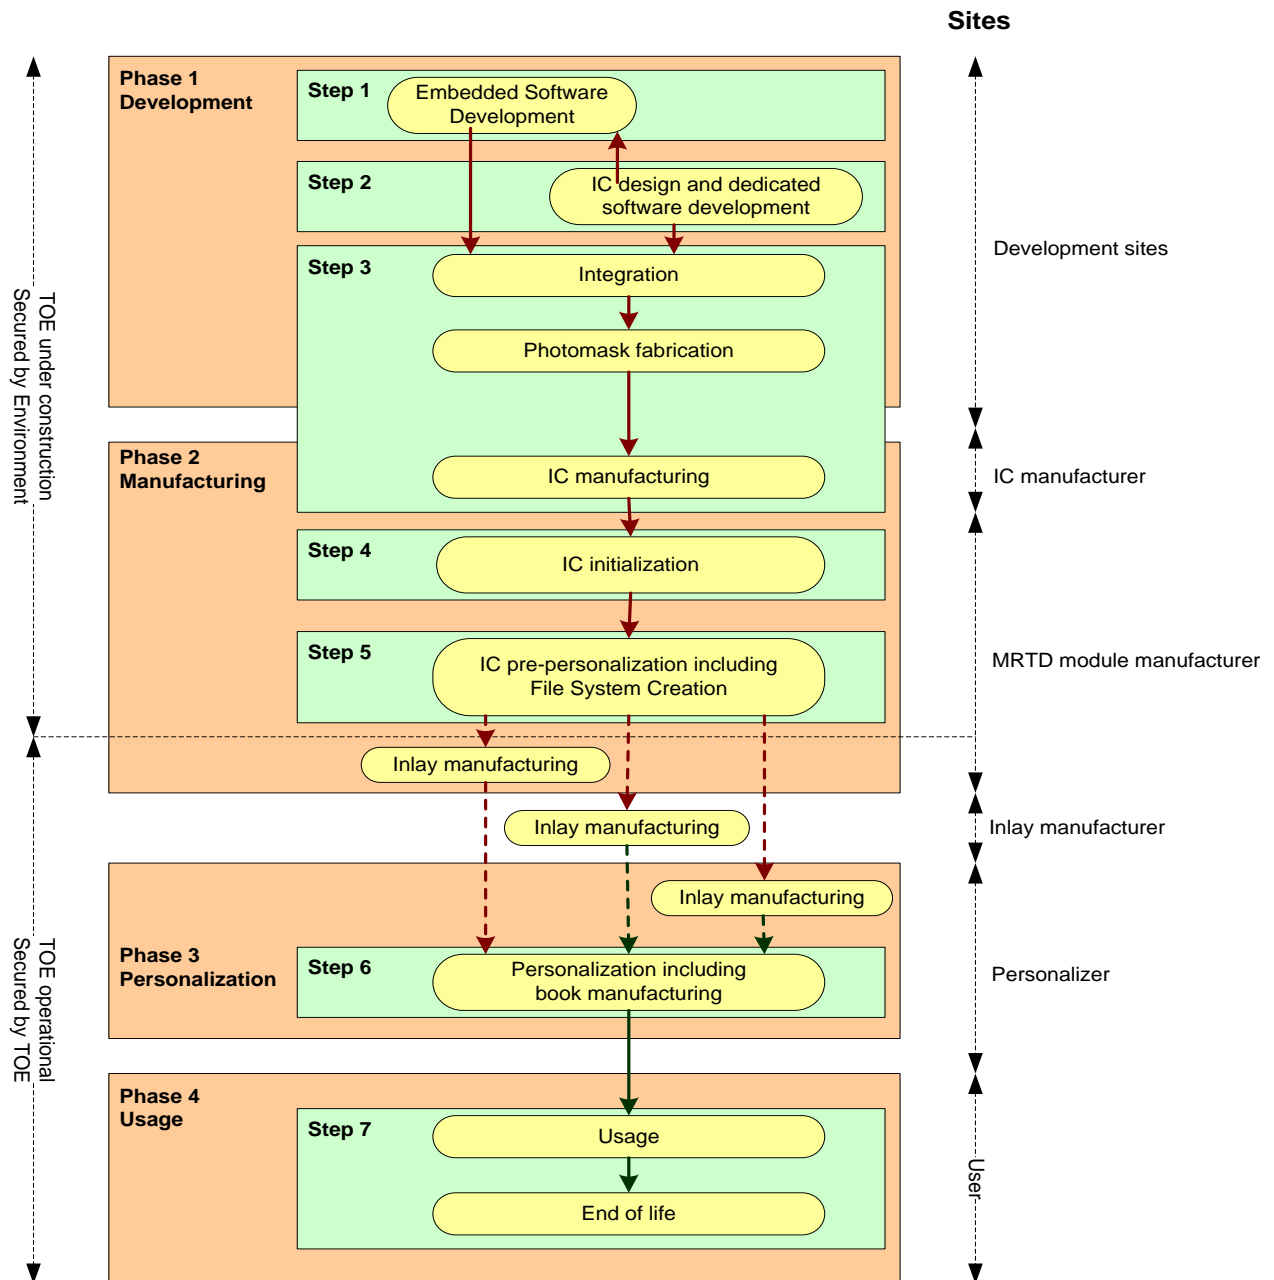 Sites
Phase 1
Development
Step 1
Embedded Software
Development
Step 2
IC design and dedicated
software development
Step 3
Integration
Development sites
Photomask fabrication
TOE under construction
Secured by Environment
Phase 2
Manufacturing
IC manufacturing
IC manufacturer
Step 4
IC initialization
Step 5
IC pre-personalization including
File System Creation
MRTD module manufacturer
Inlay manufacturing
Inlay manufacturing
Inlay manufacturer
Inlay manufacturing
TOE operational
Secured by TOE
Phase 3
Personalization
Step 6
Personalization including
book manufacturing
Personalizer
Phase 4
Usage
Step 7
Usage
User
End of life